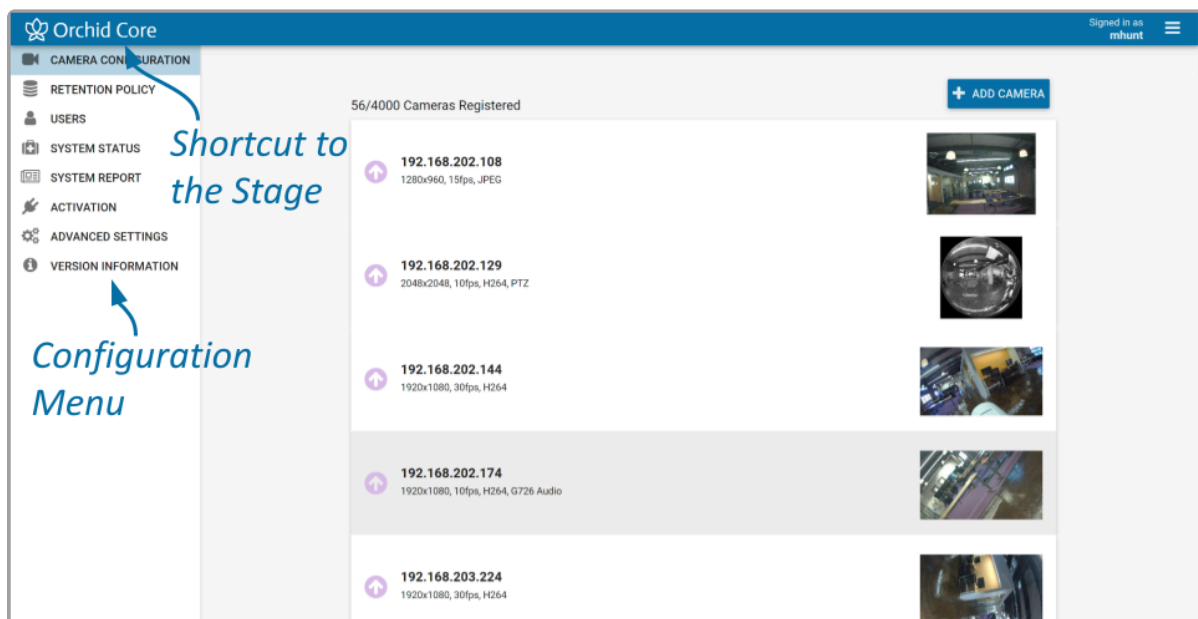 Orchid Core
Signed in as
mhunt
CAMERA CONFIGURATION
RETENTION POLICY
USERS
SYSTEM STATUS
SYSTEM REPORT
ACTIVATION
ADVANCED SETTINGS
VERSION INFORMATION
Shortcut to
the Stage
Configuration
Menu
56/4000 Cameras Registered
ADD CAMERA
192.168.202.108
1280x960, 15fps, JPEG
192.168.202.129
2048x2048, 10fps, H264, PTZ
192.168.202.144
1920x1080, 30fps, H264
192.168.202.174
1920x1080, 10fps, H264, G726 Audio
192.168.203.224
1920x1080, 30fps, H264